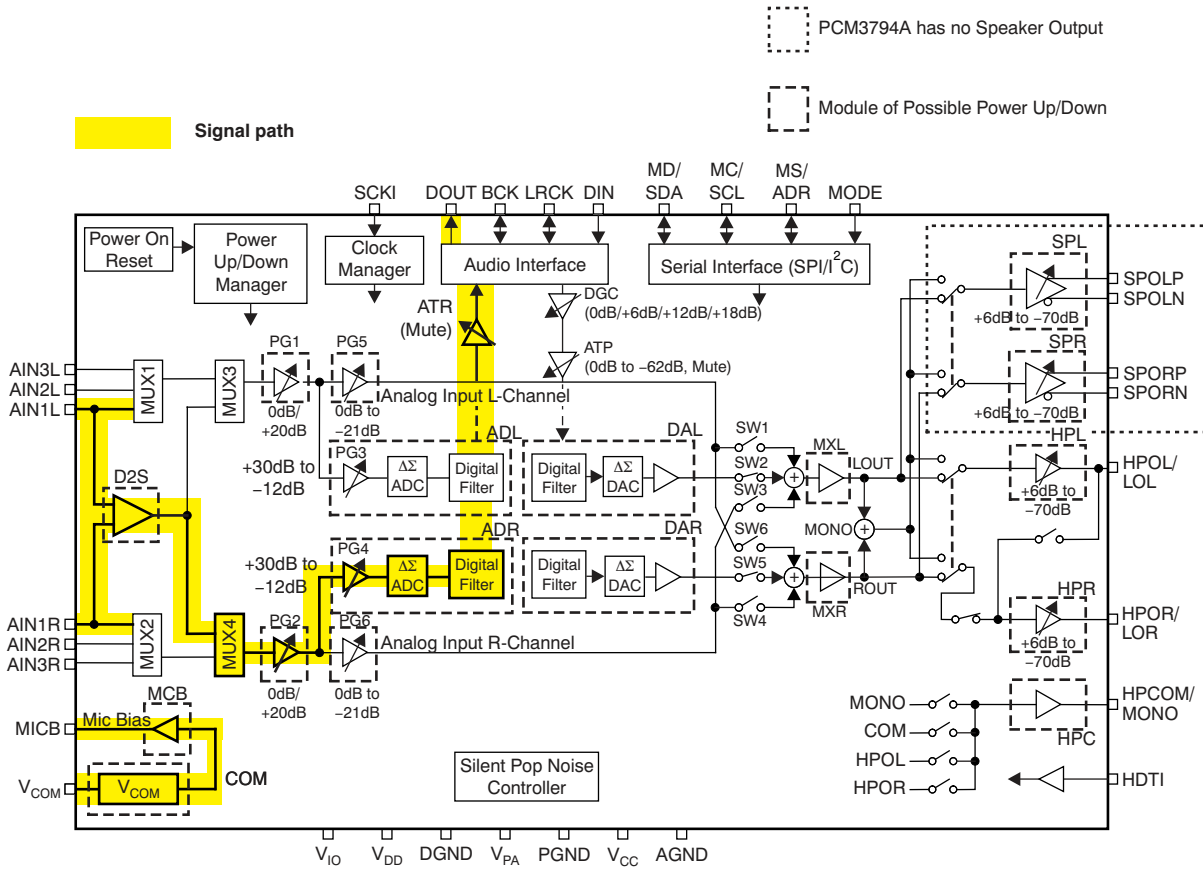 PCM3794A has no Speaker Output
Module of Possible Power Up/Down
Signal path
SCKI
DOUT
BCK
LRCK
DIN
MD/
SDA
MC/
SCL
MS/
ADR
MODE
Power On
Reset
Power
Up/Down
Manager
Clock
Manager
Audio Interface
Serial Interface (SPI/I²C)
ATR
(Mute)
DGC
(0dB/+6dB/+12dB/+18dB)
ATP
(0dB to −62dB, Mute)
SPL
+6dB to −70dB
SPOLP
SPOLN
SPR
+6dB to −70dB
SPORP
SPORN
AIN3L
AIN2L
AIN1L
MUX1
MUX3
PG1
0dB/
+20dB
PG5
0dB to
−21dB
Analog Input L-Channel
ADL
PG3
+30dB to
−12dB
ΔΣ
ADC
Digital
Filter
DAL
Digital
Filter
ΔΣ
DAC
SW1
SW2
SW3
SW6
SW5
SW4
MXL
LOUT
MONO
MXR
ROUT
HPL
+6dB to
−70dB
HPOL/
LOL
D2S
ADR
PG4
+30dB to
−12dB
ΔΣ
ADC
Digital
Filter
DAR
Digital
Filter
ΔΣ
DAC
AIN1R
AIN2R
AIN3R
MUX2
MUX4
PG2
0dB/
+20dB
PG6
0dB to
−21dB
Analog Input R-Channel
HPR
+6dB to
−70dB
HPOR/
LOR
MICB
Mic Bias
MCB
COM
VCOM
VCOM
Silent Pop Noise
Controller
MONO
COM
HPOL
HPOR
HPC
HPCOM/
MONO
HDTI
VIO
VDD
DGND
VPA
PGND
VCC
AGND